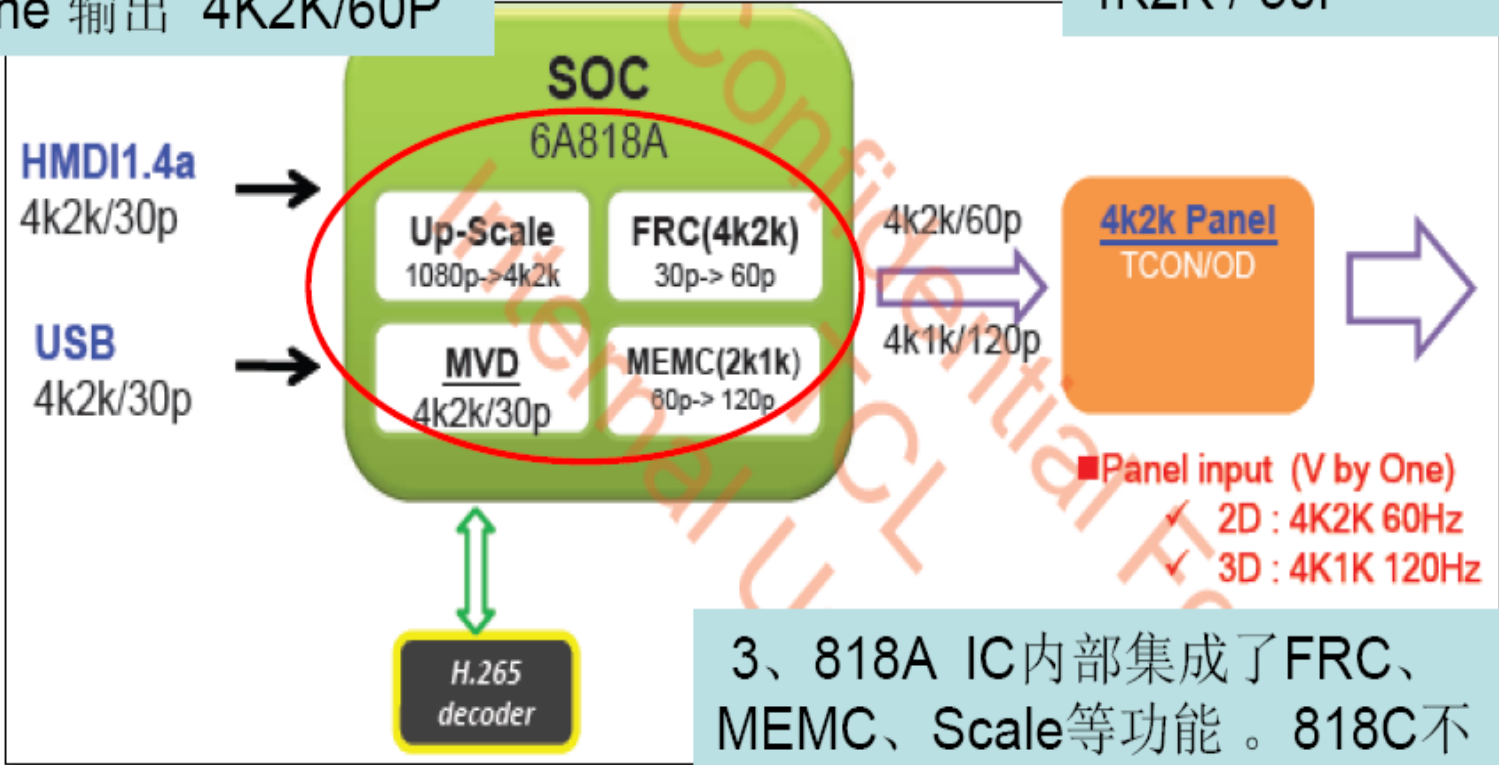 ne 输出 4K2K/60P
SOC
6A818A
HMDI1.4a
4k2k/30p
USB
4k2k/30p
Up-Scale
1080p->4k2k
FRC(4k2k)
30p-> 60p
MVD
4k2k/30p
MEMC(2k1k)
60p-> 120p
4k2k/60p
4k1k/120p
4k2k Panel
TCON/OD
■Panel input (V by One)
✓ 2D : 4K2K 60Hz
✓ 3D : 4K1K 120Hz
H.265
decoder
3、818A IC内部集成了FRC、
MEMC、Scale等功能 。818C不
TCL
Confidential
Internal